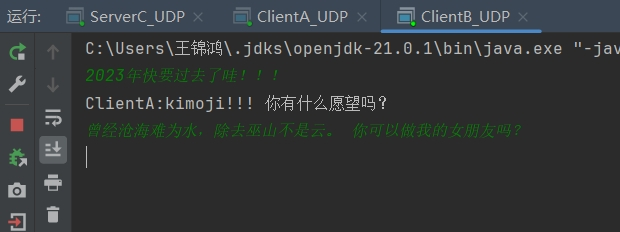 运行: ServerC_UDP ClientA_UDP ClientB_UDP
C:\Users\王锦鸿\.jdks\openjdk-21.0.1\bin\java.exe "-jav
2023年快要过去了哇！！！
ClientA:kimoji!!! 你有什么愿望吗？
曾经沧海难为水，除去巫山不是云。 你可以做我的女朋友吗？